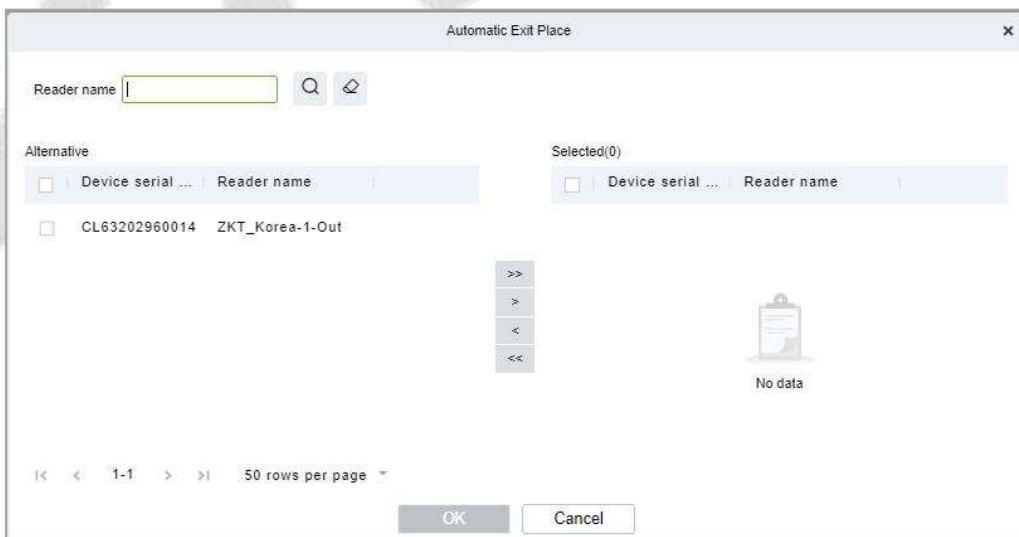 Automatic Exit Place ×
Reader name
Alternative
Device serial ... Reader name
CL63202960014 ZKT_Korea-1-Out
>>
>
<
<<
Selected(0)
Device serial ... Reader name
No data
|< < 1-1 > >| 50 rows per page
OK Cancel